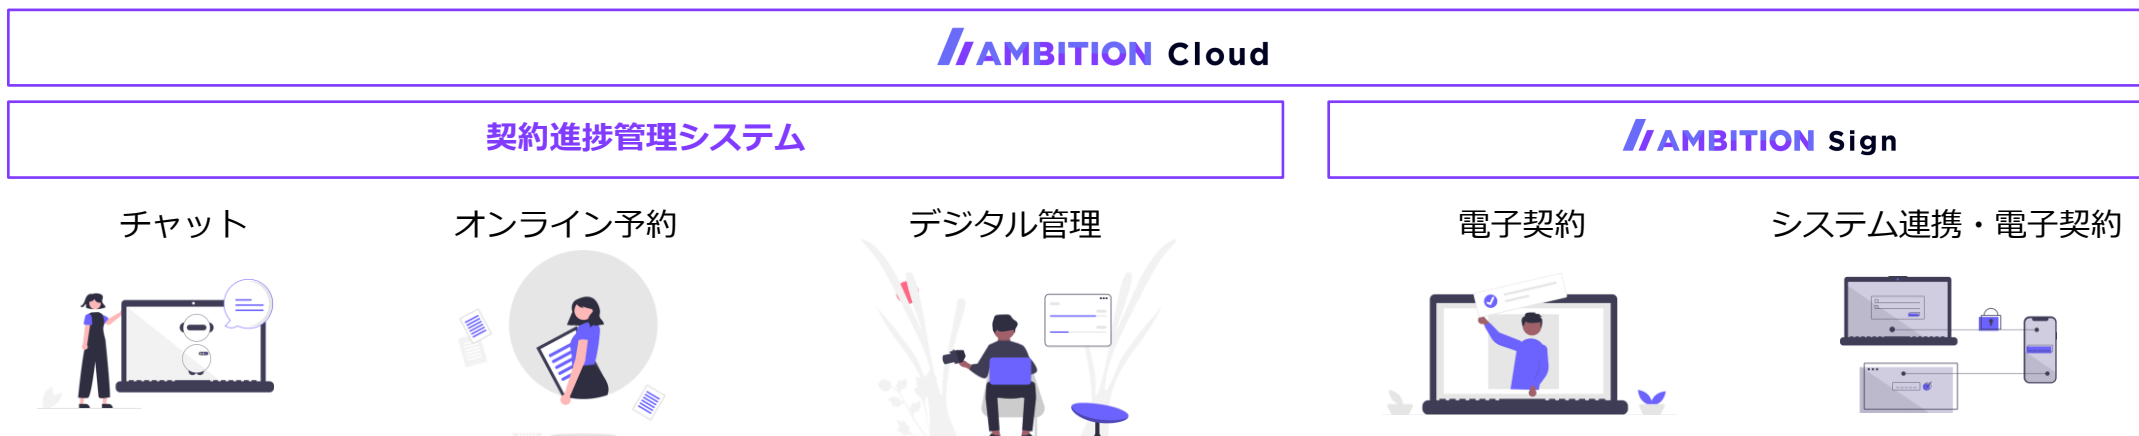 AMBITION Cloud
契約進捗管理システム
AMBITION Sign
チャット
オンライン予約
デジタル管理
電子契約
システム連携・電子契約